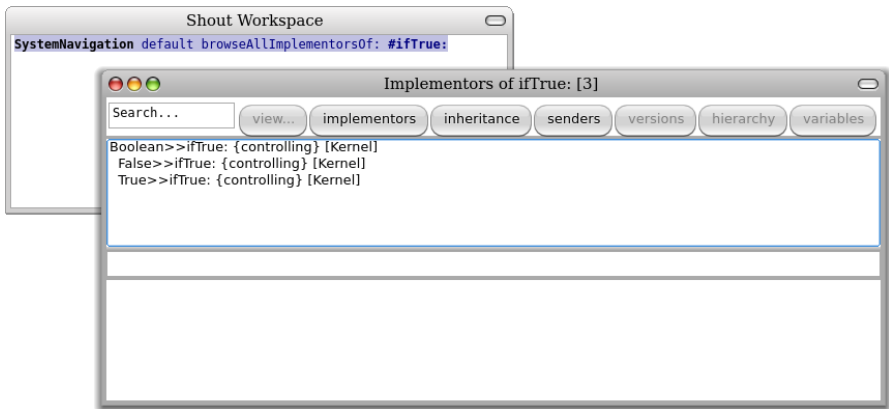 Shout Workspace
SystemNavigation default browseAllImplementorsOf: #ifTrue:
Implementors of ifTrue: [3]
Search...
view... implementors inheritance senders versions hierarchy variables
Boolean>>ifTrue: {controlling} [Kernel]
False>>ifTrue: {controlling} [Kernel]
True>>ifTrue: {controlling} [Kernel]